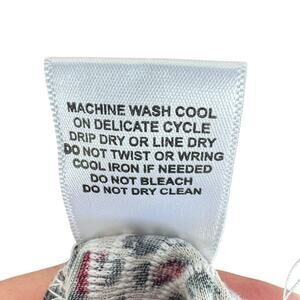 MACHINE WASH COOL
ON DELICATE CYCLE
DRIP DRY OR LINE DRY
DO NOT TWIST OR WRING
COOL IRON IF NEEDED
DO NOT BLEACH
DO NOT DRY CLEAN